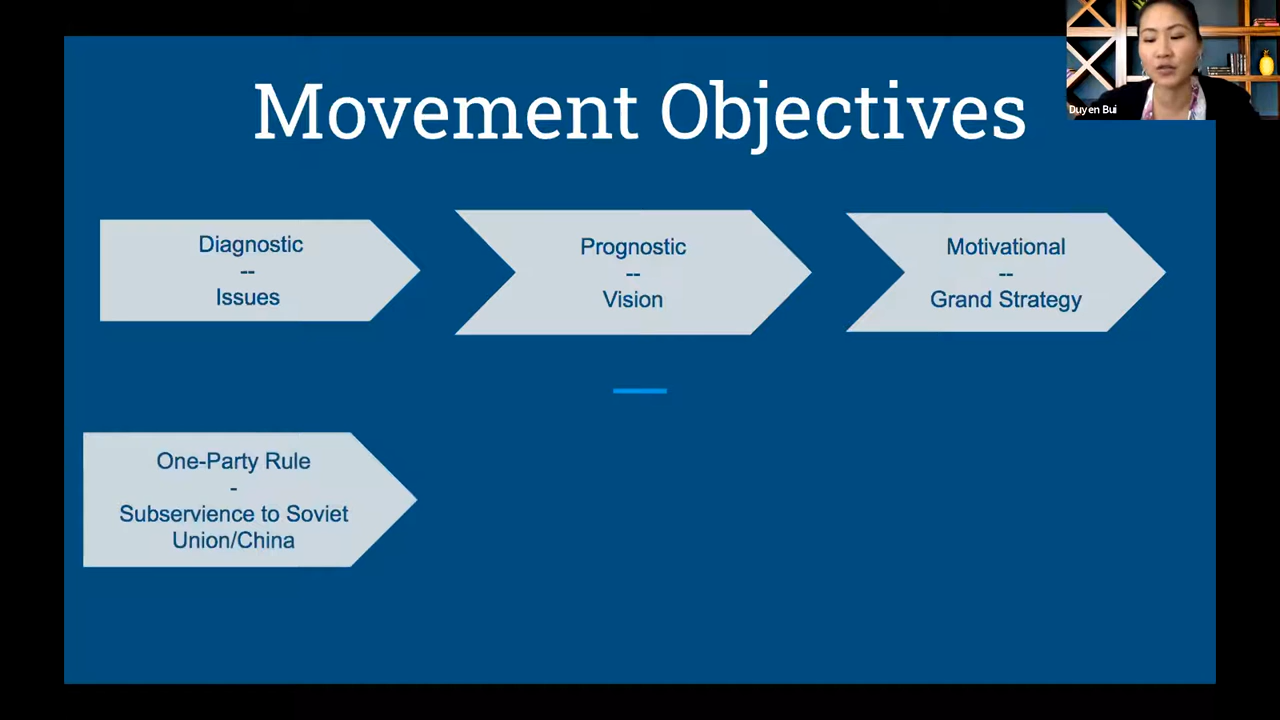 Movement Objectives
Duyen Bui
Diagnostic
--
Issues
Prognostic
--
Vision
Motivational
--
Grand Strategy
One-Party Rule
-
Subservience to Soviet
Union/China